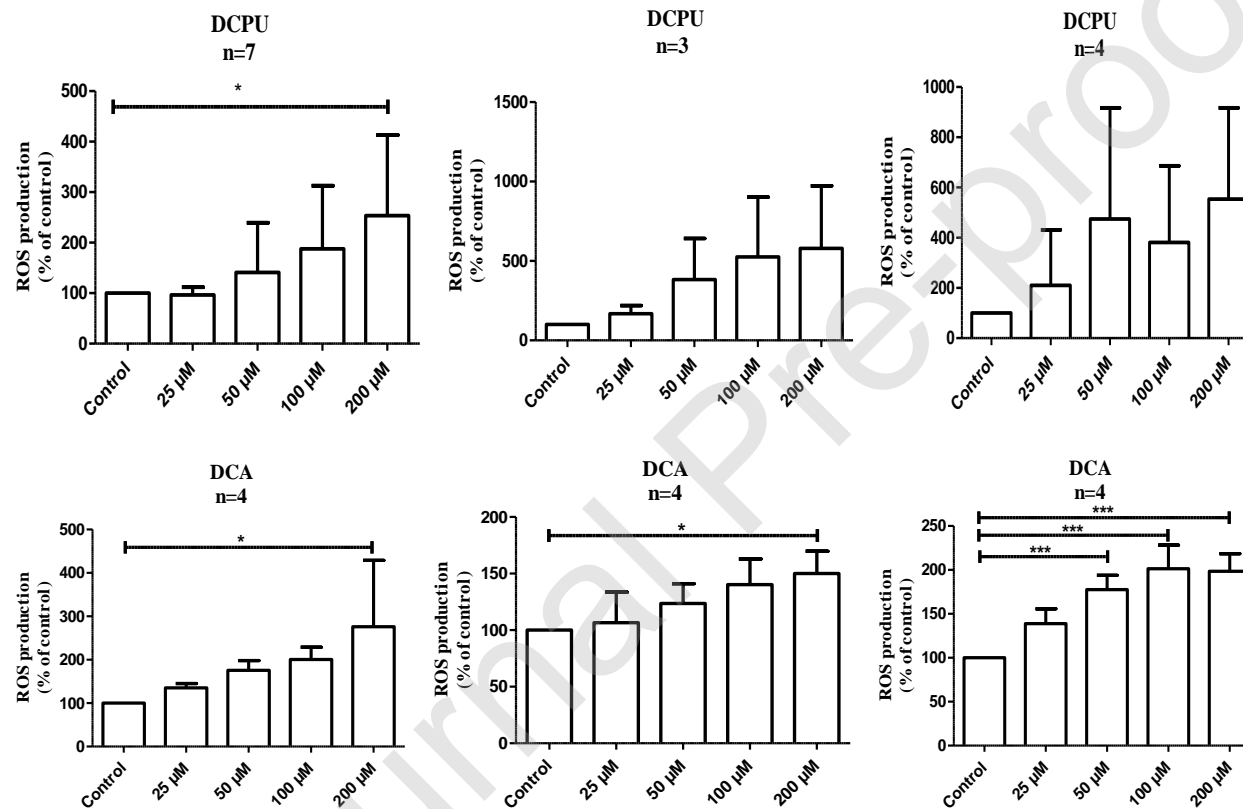 DCPU
n=7
ROS production
(% of control)
500
400
300
200
100
0
*
Control
25 µM
50 µM
100 µM
200 µM
DCPU
n=3
ROS production
(% of control)
1500
1000
500
0
Control
25 µM
50 µM
100 µM
200 µM
DCPU
n=4
ROS production
(% of control)
1000
800
600
400
200
0
Control
25 µM
50 µM
100 µM
200 µM
DCA
n=4
ROS production
(% of control)
500
400
300
200
100
0
*
Control
25 µM
50 µM
100 µM
200 µM
DCA
n=4
ROS production
(% of control)
200
150
100
50
0
*
Control
25 µM
50 µM
100 µM
200 µM
DCA
n=4
ROS production
(% of control)
250
200
150
100
50
0
***
***
***
Control
25 µM
50 µM
100 µM
200 µM
urnal Pre-proo